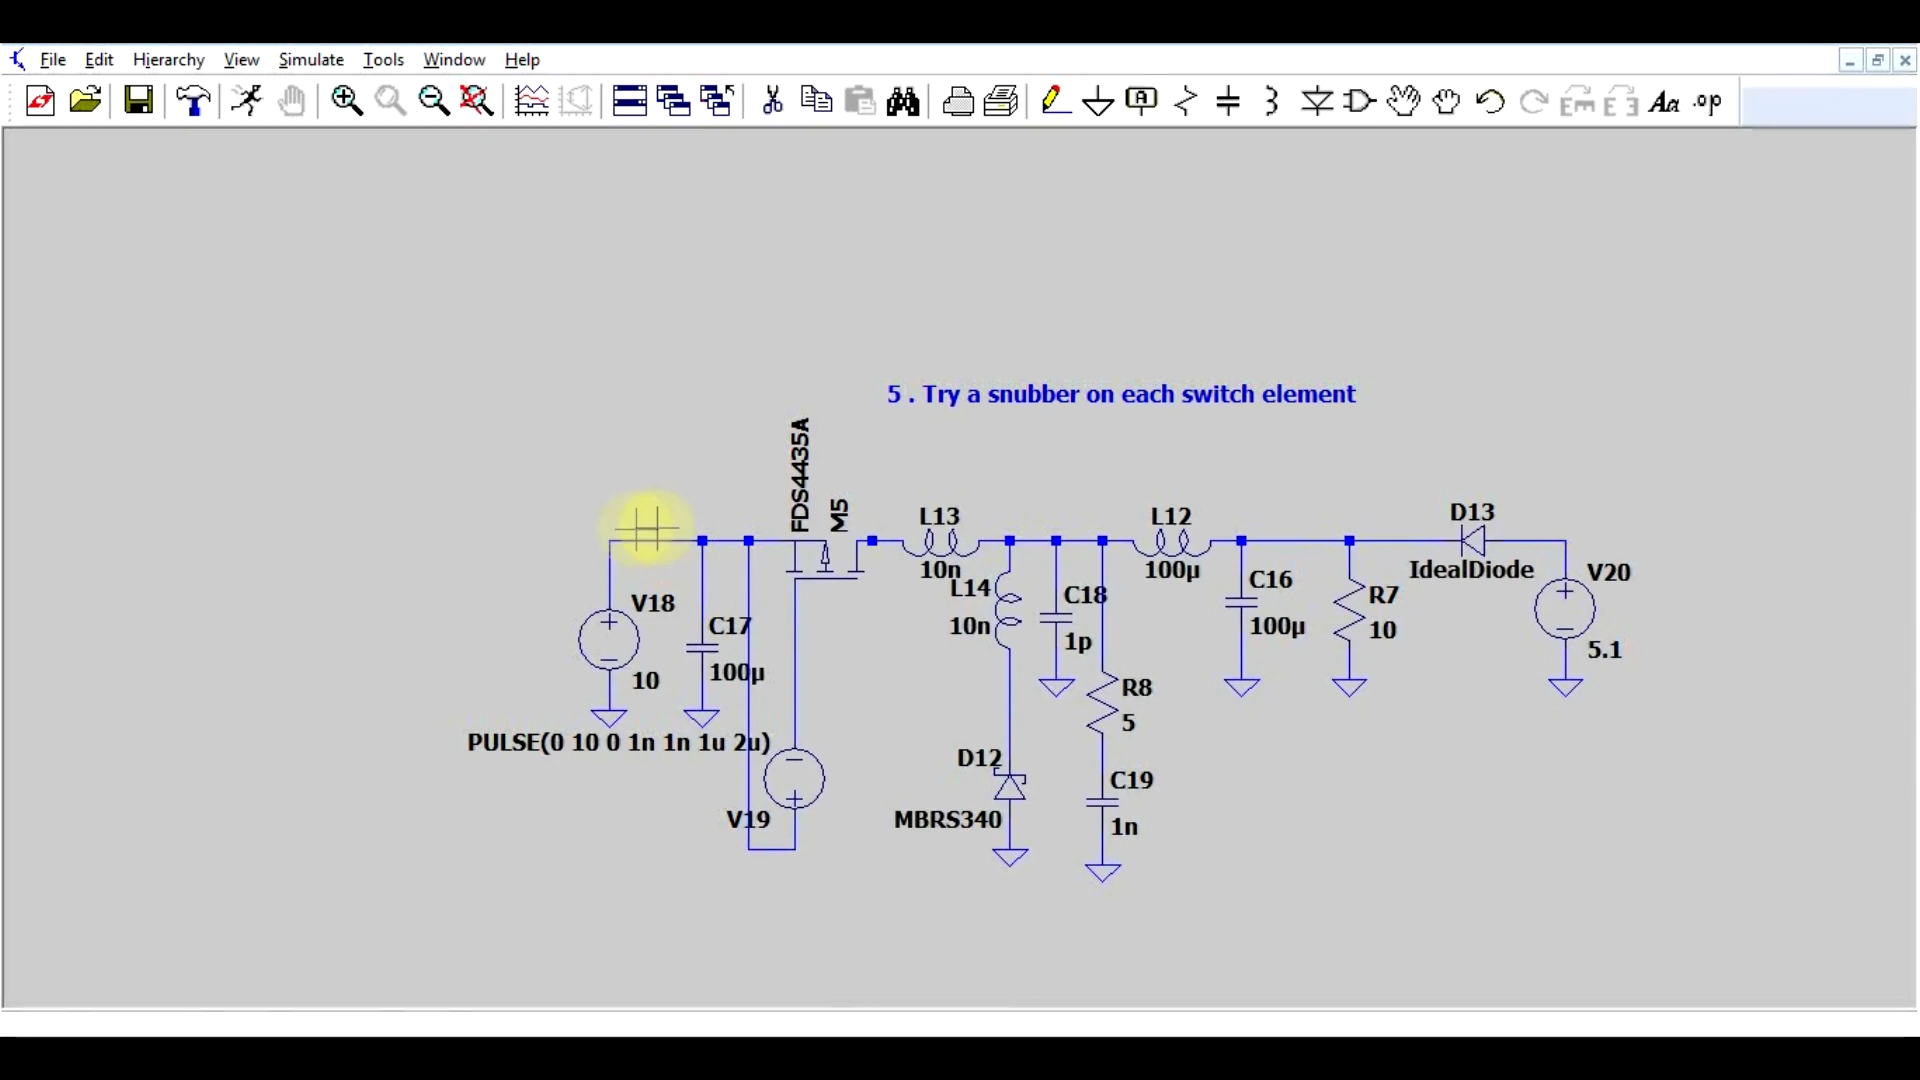 File Edit Hierarchy View Simulate Tools Window Help
A Aa .op
5 . Try a snubber on each switch element
FDS4435A
M5
L13
10n
L12
100µ
D13
IdealDiode
V20
5.1
V18
10
C17
100µ
L14
10n
C18
1p
C16
100µ
R7
10
R8
5
PULSE(0 10 0 1n 1n 1u 2u)
V19
D12
MBRS340
C19
1n